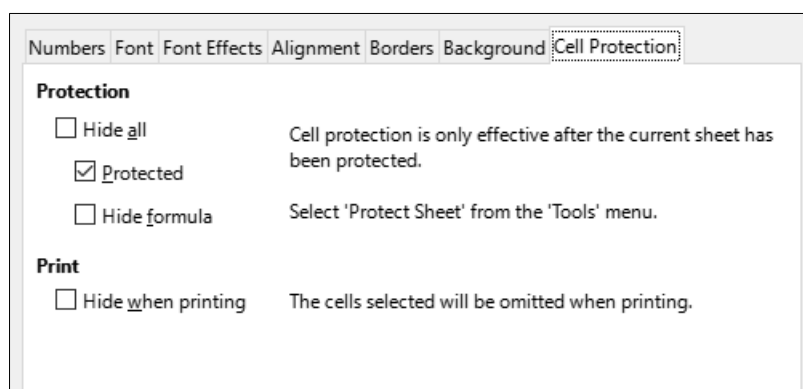 Numbers Font Font Effects Alignment Borders Background Cell Protection
Protection
Hide all
Cell protection is only effective after the current sheet has
been protected.
Protected
Hide formula
Select 'Protect Sheet' from the 'Tools' menu.
Print
Hide when printing
The cells selected will be omitted when printing.